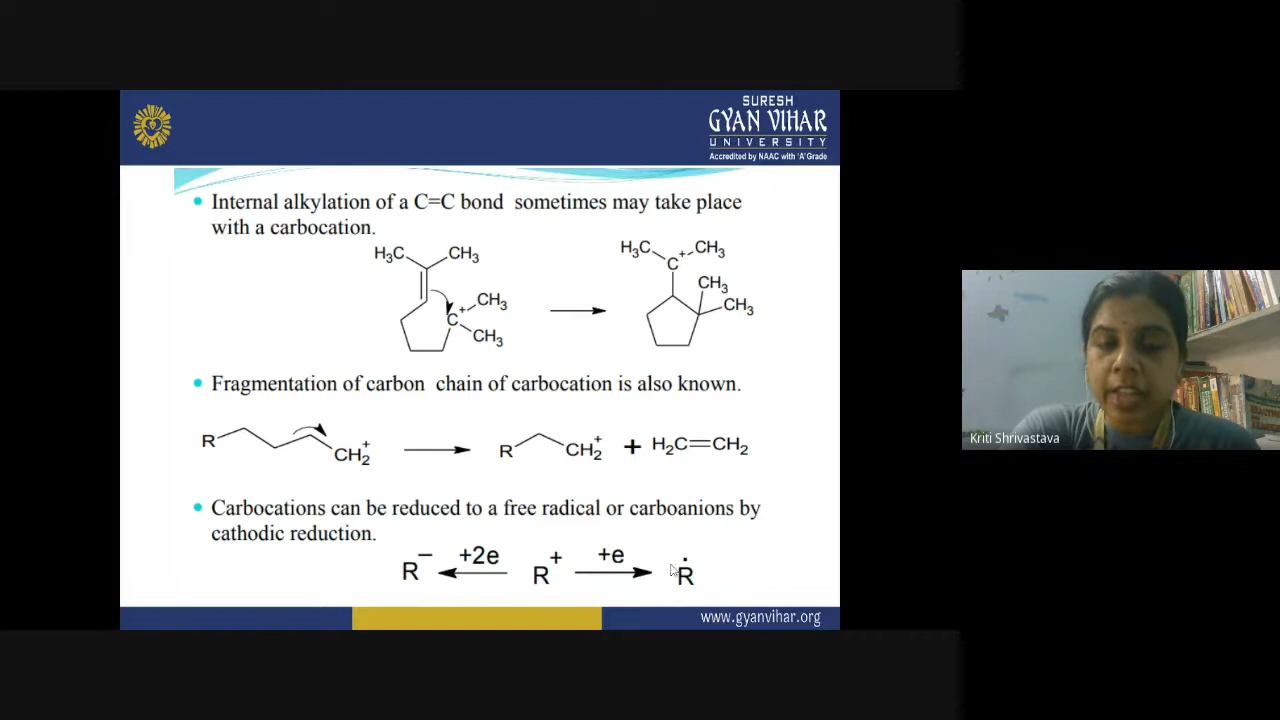 SURESH
GYAN VIHAR
UNIVERSITY
Accredited by NAAC with 'A' Grade
• Internal alkylation of a C=C bond sometimes may take place
with a carbocation.
H₃C CH₃
C⁺ CH₃
CH₃
H₃C C⁺ CH₃
CH₃
CH₃
• Fragmentation of carbon chain of carbocation is also known.
R CH₂⁺ R CH₂⁺ + H₂C=CH₂
• Carbocations can be reduced to a free radical or carboanions by
cathodic reduction.
R⁻ +2e R⁺ +e Ṙ
www.gyanvihar.org
Kriti Shrivastava